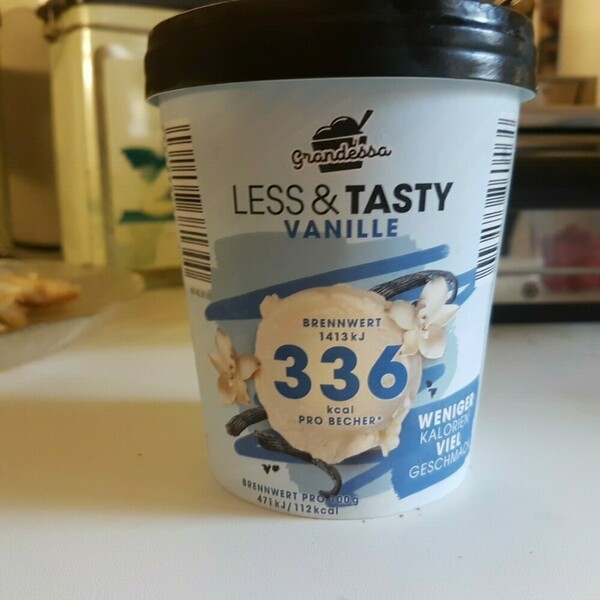 Grandessa
LESS & TASTY
VANILLE
BRENNWERT
1413 kJ
336
kcal
PRO BECHER*
WENIGER
KALORIEN
VIEL
GESCHMACK
BRENNWERT PRO 100g
471 kJ / 112 kcal